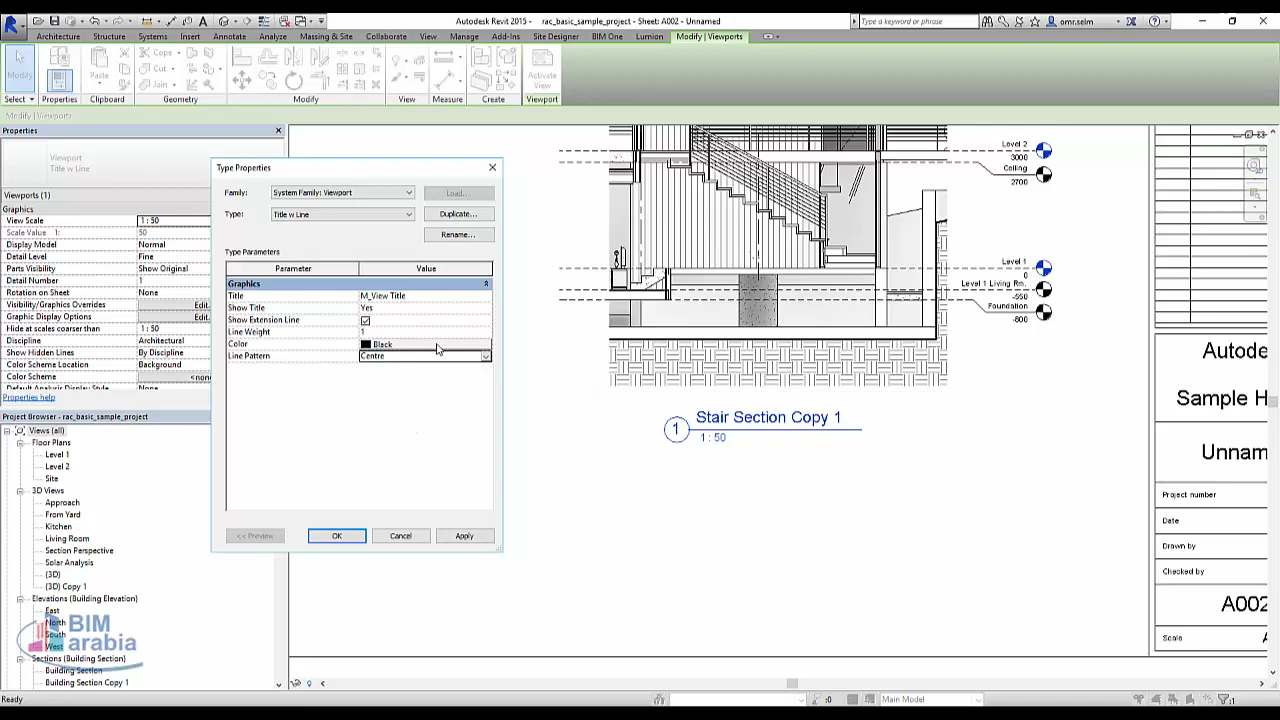 Autodesk Revit 2015 - rac_basic_sample_project - Sheet: A002 - Unnamed
Type a keyword or phrase
omr.selim
Architecture Structure Systems Insert Annotate Analyze Massing & Site Collaborate View Manage Add-Ins Site Designer BIM One Lumion Modify | Viewports
Modify
Paste
Cope
Cut
Join
Activate
View
Select Properties Clipboard Geometry Modify View Measure Create Viewport
Modify | Viewports
Properties
Viewport
Title w Line
Viewports (1)
Graphics
View Scale 1 : 50
Scale Value 1: 50
Display Model Normal
Detail Level Fine
Parts Visibility Show Original
Detail Number 1
Rotation on Sheet None
Visibility/Graphics Overrides Edit.
Graphic Display Options Edit.
Hide at scales coarser than 1 : 50
Discipline Architectural
Show Hidden Lines By Discipline
Color Scheme Location Background
Color Scheme <none
Default Analysis Display Style None
Properties help
Project Browser - rac_basic_sample_project
Views (all)
Floor Plans
Level 1
Level 2
Site
3D Views
Approach
From Yard
Kitchen
Living Room
Section Perspective
Solar Analysis
(3D)
(3D) Copy 1
Elevations (Building Elevation)
East
North
South
West
Sections (Building Section)
Building Section
Building Section Copy 1
BIM
arabia
Type Properties
Family: System Family: Viewport Load...
Type: Title w Line Duplicate...
Rename...
Type Parameters
Parameter Value
Graphics
Title M_View Title
Show Title Yes
Show Extension Line
Line Weight 1
Color Black
Line Pattern Centre
<< Preview OK Cancel Apply
Level 2
3000
Ceiling
2700
Level 1
0
Level 1 Living Rm.
-550
Foundation
-800
1 Stair Section Copy 1
1 : 50
Autode
Sample H
Unnam
Project number
Date
Drawn by
Checked by
A002
Scale
Ready
:0
Main Model
:1